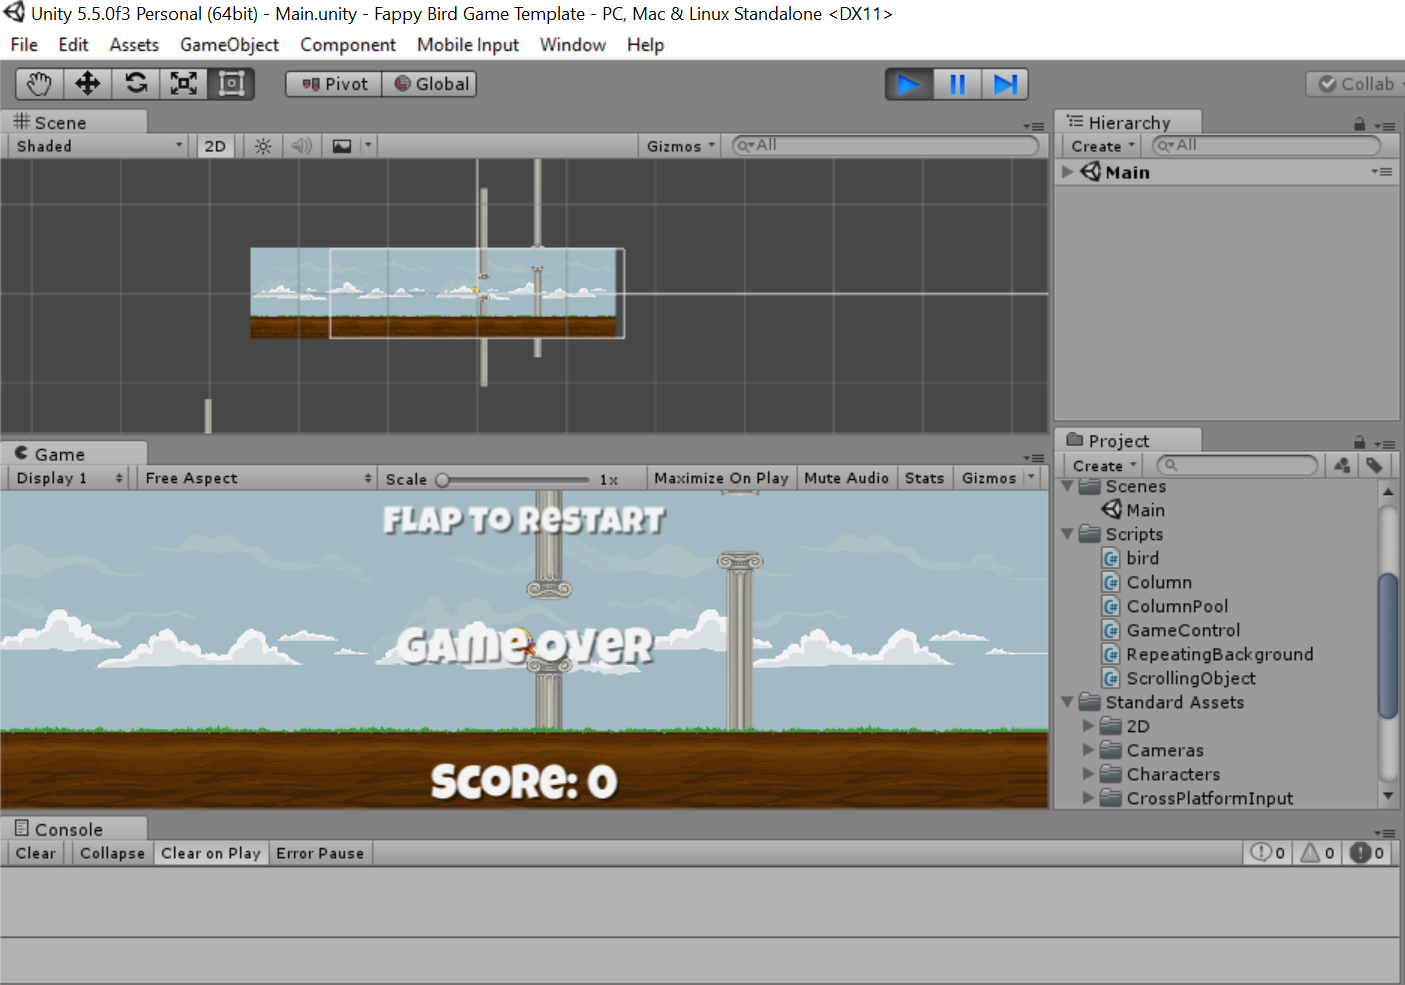 Unity 5.5.0f3 Personal (64bit) - Main.unity - Fappy Bird Game Template - PC, Mac & Linux Standalone <DX11>
File Edit Assets GameObject Component Mobile Input Window Help
Pivot Global Collab
Scene
Shaded 2D Gizmos All
Hierarchy
Create All
Main
Game
Display 1 Free Aspect Scale 1x Maximize On Play Mute Audio Stats Gizmos
FLAP TO RESTART
GAME OVER
SCORE: 0
Project
Create
Scenes
Main
Scripts
bird
Column
ColumnPool
GameControl
RepeatingBackground
ScrollingObject
Standard Assets
2D
Cameras
Characters
CrossPlatformInput
Console
Clear Collapse Clear on Play Error Pause 0 0 0